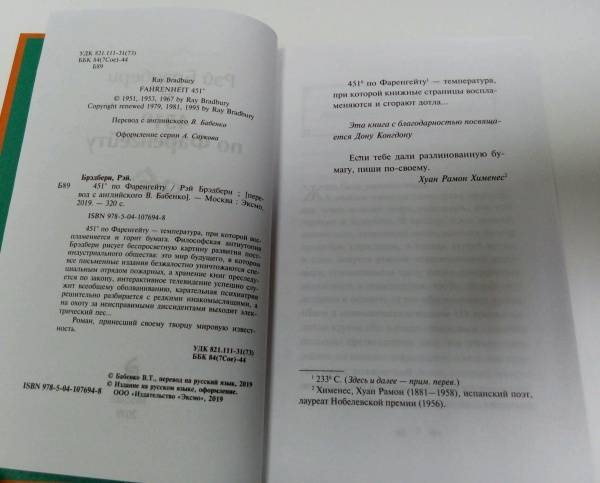 УДК 821.111-31(73)
ББК 84(7Сое)-44
Б89
Ray Bradbury
FAHRENHEIT 451°
© 1951, 1953, 1967 by Ray Bradbury
Copyright renewed 1979, 1981, 1995 by Ray Bradbury
Перевод с английского В. Бабенко
Оформление серии А. Саукова
Брэдбери, Рэй.
Б89 451° по Фаренгейту / Рэй Брэдбери ; [перевод с английского В. Бабенко]. — Москва : Эксмо,
2019. — 320 с.
ISBN 978-5-04-107694-8
451° по Фаренгейту — температура, при которой вос-
пламеняется и горит бумага. Философская антиутопия
Брэдбери рисует беспросветную картину развития пост-
индустриального общества: это мир будущего, в котором
все письменные издания безжалостно уничтожаются спе-
циальным отрядом пожарных, а хранение книг преследу-
ется по закону, интерактивное телевидение успешно слу-
жит всеобщему оболваниванию, карательная психиатрия
решительно разбирается с редкими инакомыслящими, а
на охоту за неисправимыми диссидентами выходит элек-
трический пес...
Роман, принесший своему творцу мировую извест-
ность.
УДК 821.111-31(73)
ББК 84(7Сое)-44
© Бабенко В.Т., перевод на русский язык, 2019
© Издание на русском языке, оформление.
ООО «Издательство «Эксмо», 2019
ISBN 978-5-04-107694-8
451° по Фаренгейту¹ — температура,
при которой книжные страницы воспла-
меняются и сгорают дотла...
Эта книга с благодарностью посвяща-
ется Дону Конгдону
Если тебе дали разлинованную бу-
магу, пиши по-своему.
Хуан Рамон Хименес²
¹ 233° С. (Здесь и далее — прим. перев.)
² Хименес, Хуан Рамон (1881—1958), испанский поэт,
лауреат Нобелевской премии (1956).